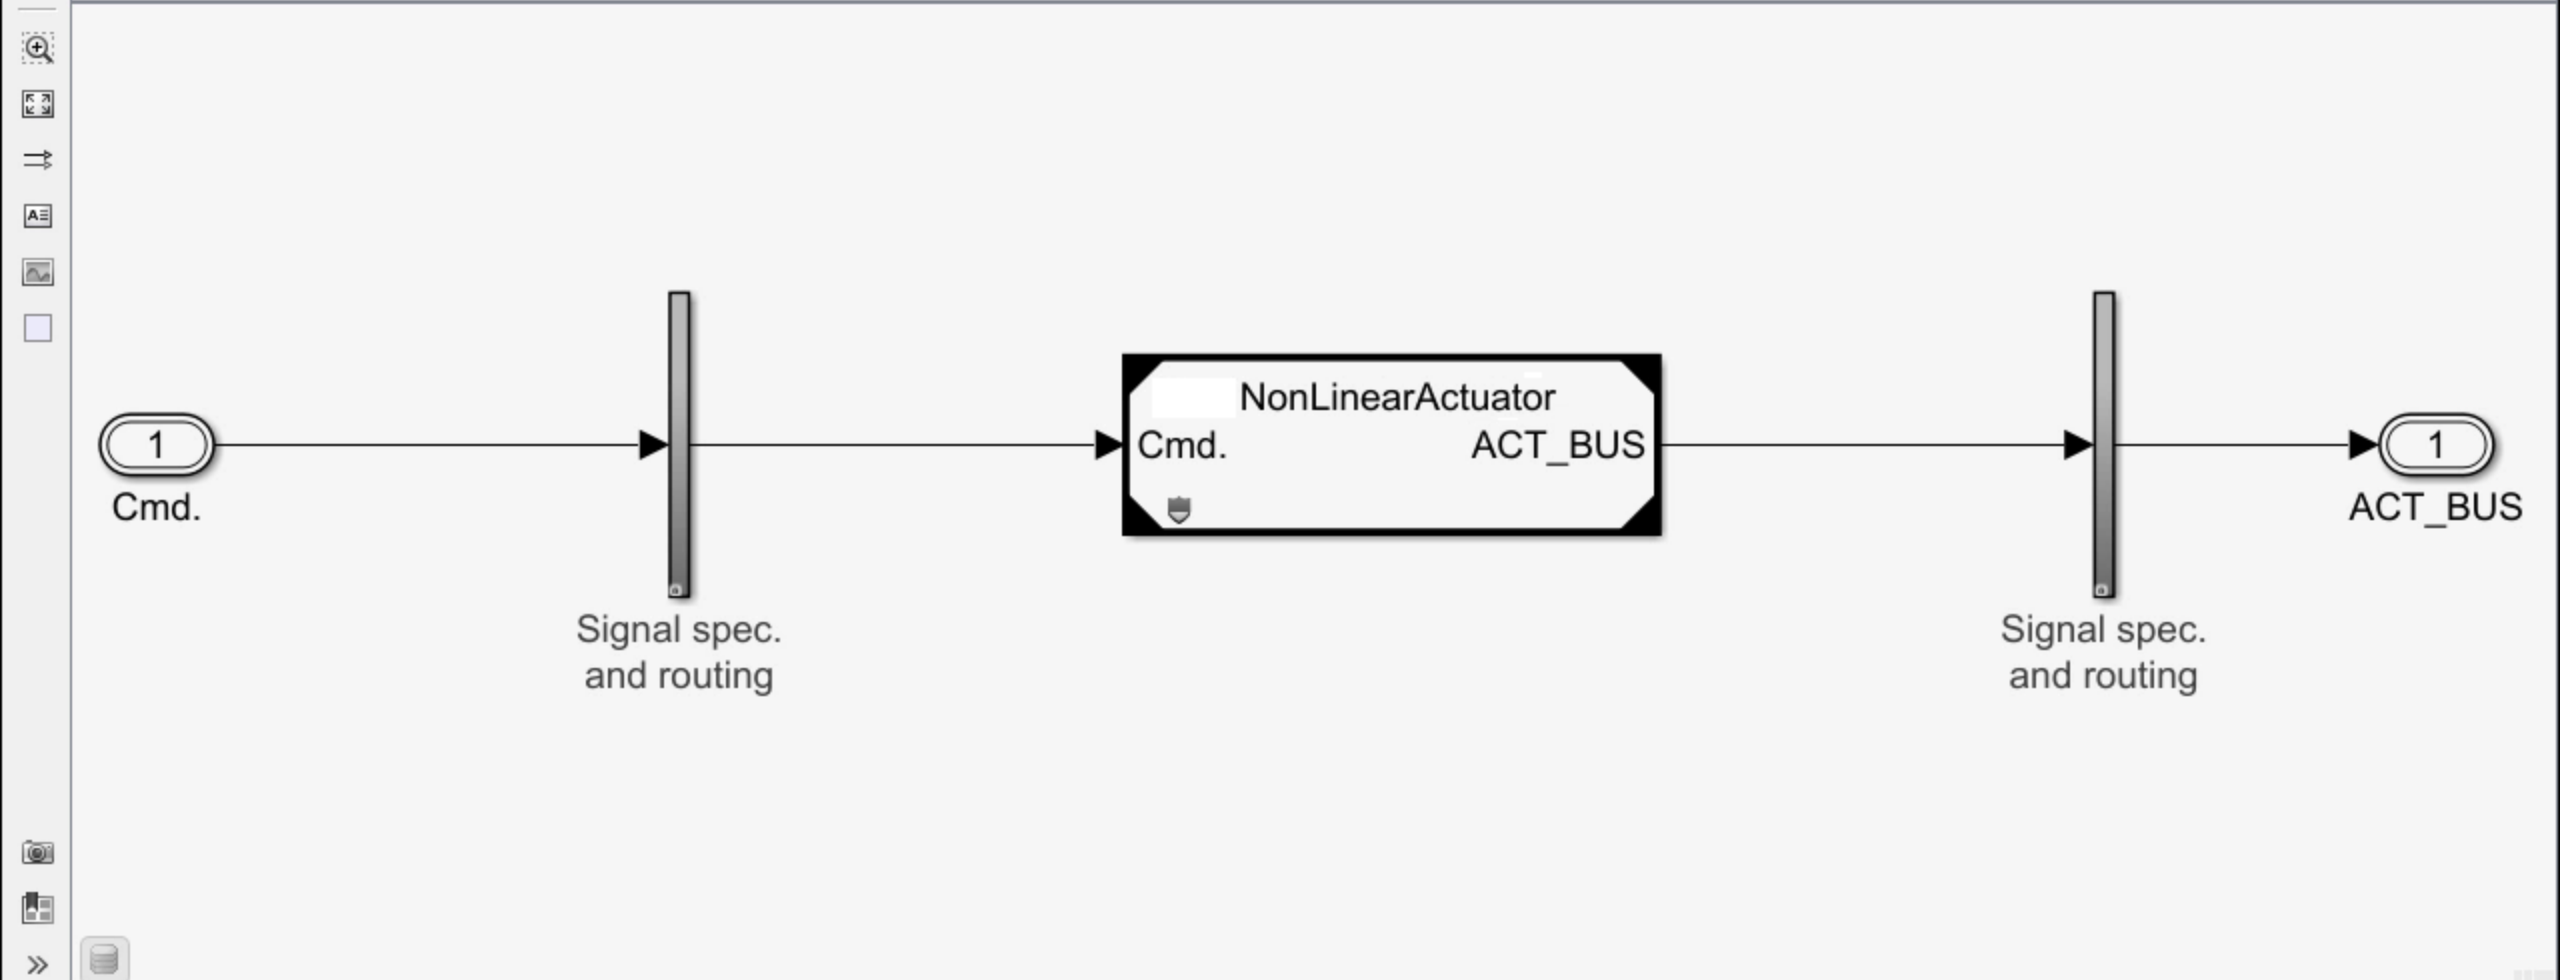 NonLinearActuator
1
Cmd.
Cmd.
ACT_BUS
1
ACT_BUS
Signal spec.
and routing
Signal spec.
and routing